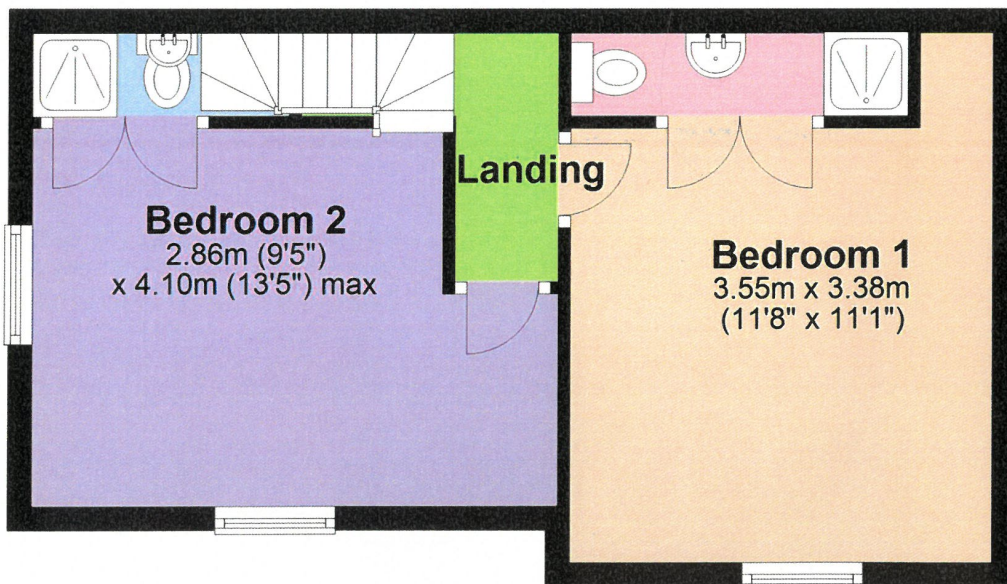 Landing
Bedroom 2
2.86m (9'5")
x 4.10m (13'5") max
Bedroom 1
3.55m x 3.38m
(11'8" x 11'1")